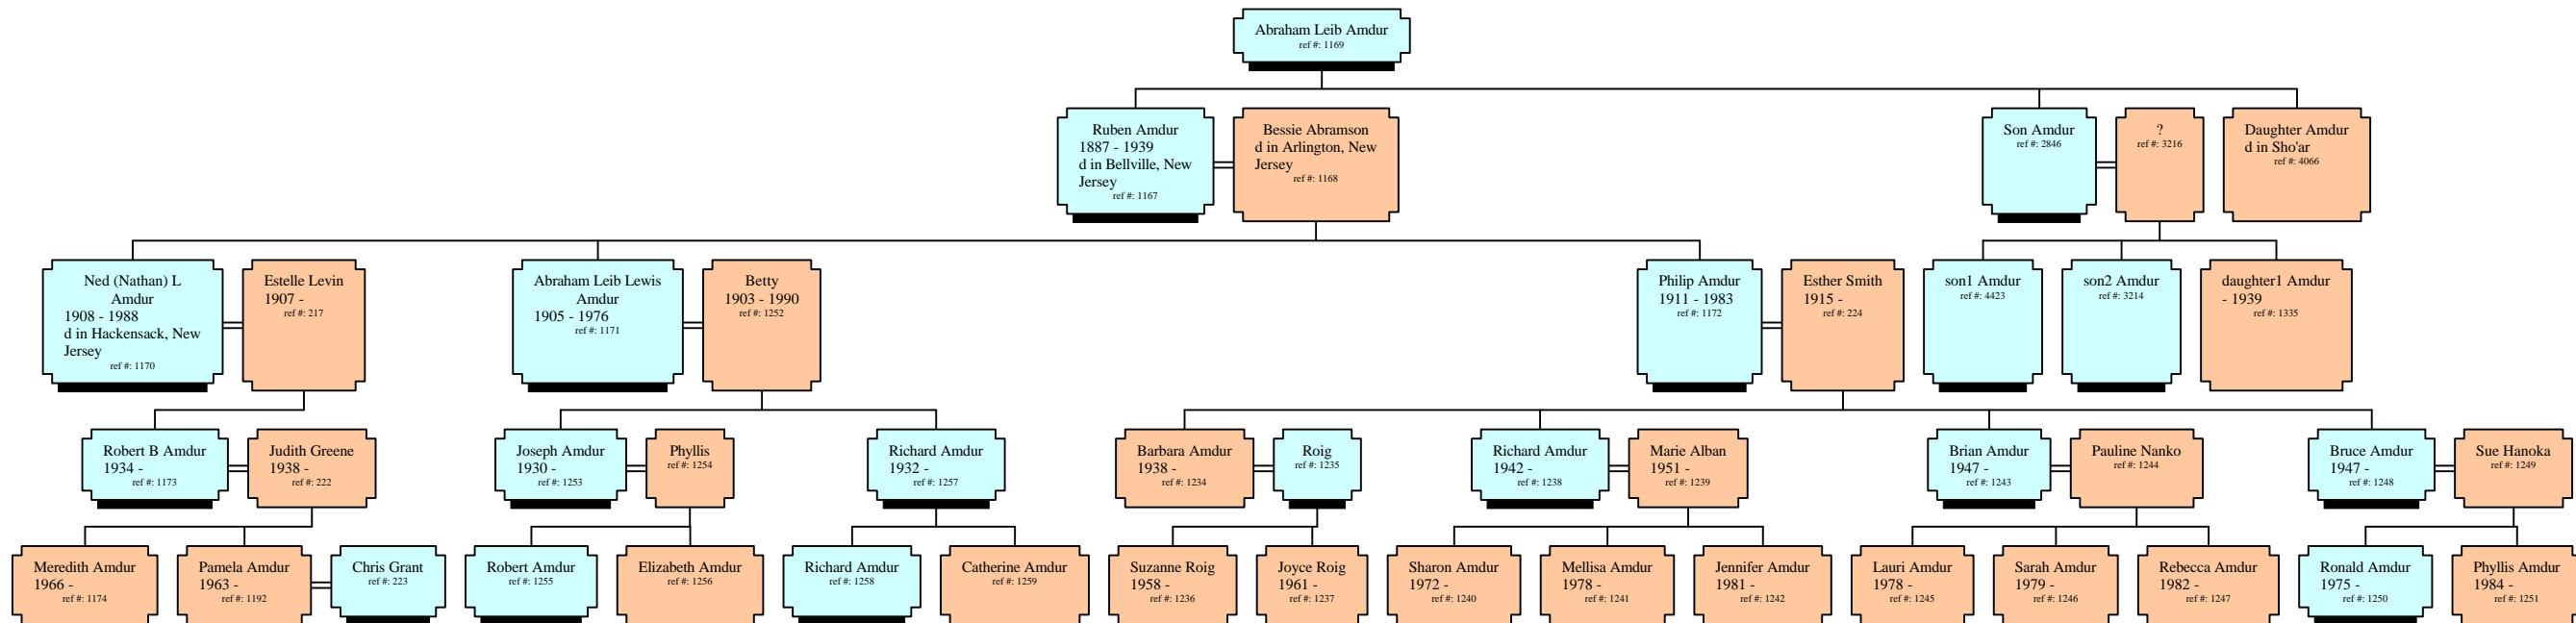 Abraham Leib Amdur
ref #: 1169
Ruben Amdur
1887 - 1939
d in Bellville, New
Jersey
ref #: 1167
Bessie Abramson
d in Arlington, New
Jersey
ref #: 1168
Son Amdur
ref #: 2846
?
ref #: 3216
Daughter Amdur
d in Sho'ar
ref #: 4066
Ned (Nathan) L
Amdur
1908 - 1988
d in Hackensack, New
Jersey
ref #: 1170
Estelle Levin
1907 -
ref #: 217
Abraham Leib Lewis
Amdur
1905 - 1976
ref #: 1171
Betty
1903 - 1990
ref #: 1252
Philip Amdur
1911 - 1983
ref #: 1172
Esther Smith
1915 -
ref #: 224
son1 Amdur
ref #: 4423
son2 Amdur
ref #: 3214
daughter1 Amdur
- 1939
ref #: 1335
Robert B Amdur
1934 -
ref #: 1173
Judith Greene
1938 -
ref #: 222
Joseph Amdur
1930 -
ref #: 1253
Phyllis
ref #: 1254
Richard Amdur
1932 -
ref #: 1257
Barbara Amdur
1938 -
ref #: 1234
Roig
ref #: 1235
Richard Amdur
1942 -
ref #: 1238
Marie Alban
1951 -
ref #: 1239
Brian Amdur
1947 -
ref #: 1243
Pauline Nanko
ref #: 1244
Bruce Amdur
1947 -
ref #: 1248
Sue Hanoka
ref #: 1249
Meredith Amdur
1966 -
ref #: 1174
Pamela Amdur
1963 -
ref #: 1192
Chris Grant
ref #: 223
Robert Amdur
ref #: 1255
Elizabeth Amdur
ref #: 1256
Richard Amdur
ref #: 1258
Catherine Amdur
ref #: 1259
Suzanne Roig
1958 -
ref #: 1236
Joyce Roig
1961 -
ref #: 1237
Sharon Amdur
1972 -
ref #: 1240
Mellisa Amdur
1978 -
ref #: 1241
Jennifer Amdur
1981 -
ref #: 1242
Lauri Amdur
1978 -
ref #: 1245
Sarah Amdur
1979 -
ref #: 1246
Rebecca Amdur
1982 -
ref #: 1247
Ronald Amdur
1975 -
ref #: 1250
Phyllis Amdur
1984 -
ref #: 1251